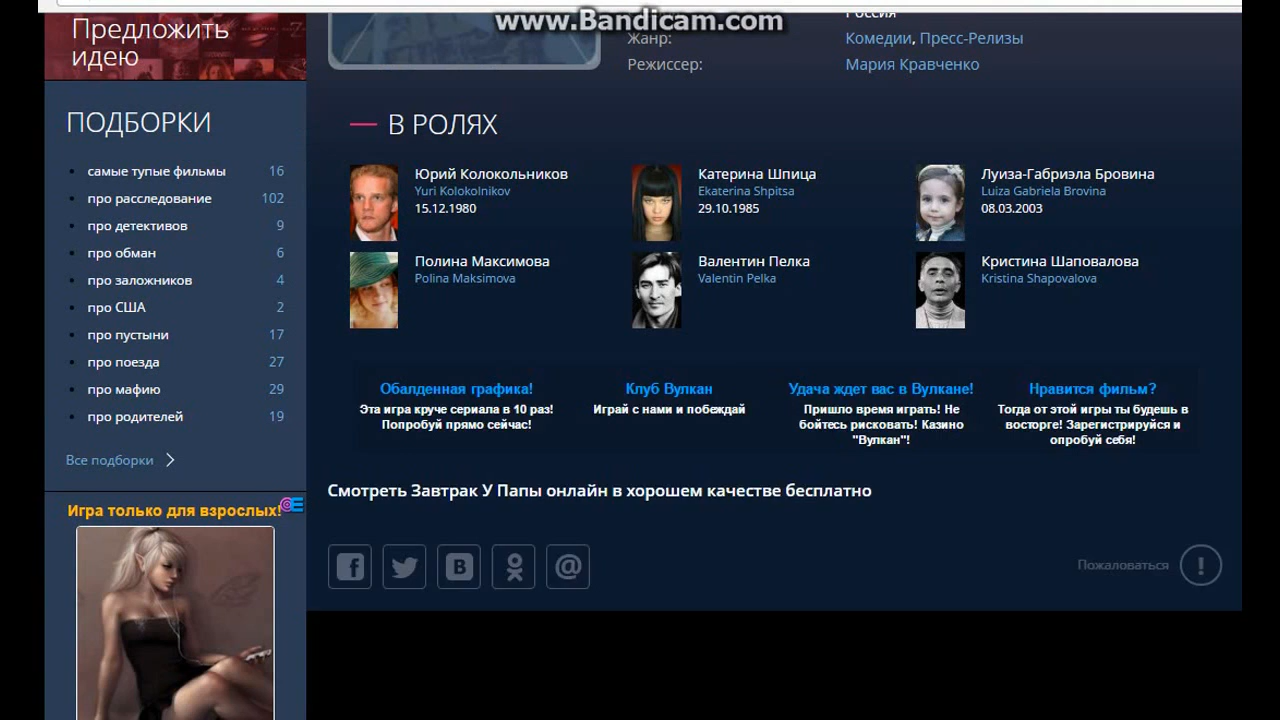 www.Bandicam.com
Предложить
идею
ПОДБОРКИ
самые тупые фильмы 16
про расследование 102
про детективов 9
про обман 6
про заложников 4
про США 2
про пустыни 17
про поезда 27
про мафию 29
про родителей 19
Все подборки
Игра только для взрослых!
Россия
Жанр: Комедии, Пресс-Релизы
Режиссер: Мария Кравченко
В РОЛЯХ
Юрий Колокольников
Yuri Kolokolnikov
15.12.1980
Катерина Шпица
Ekaterina Shpitsa
29.10.1985
Луиза-Габриэла Бровина
Luiza Gabriela Brovina
08.03.2003
Полина Максимова
Polina Maksimova
Валентин Пелка
Valentin Pelka
Кристина Шаповалова
Kristina Shapovalova
Обалденная графика!
Эта игра круче сериала в 10 раз!
Попробуй прямо сейчас!
Клуб Вулкан
Играй с нами и побеждай
Удача ждет вас в Вулкане!
Пришло время играть! Не
бойтесь рисковать! Казино
"Вулкан"!
Нравится фильм?
Тогда от этой игры ты будешь в
восторге! Зарегистрируйся и
опробуй себя!
Смотреть Завтрак У Папы онлайн в хорошем качестве бесплатно
Пожаловаться